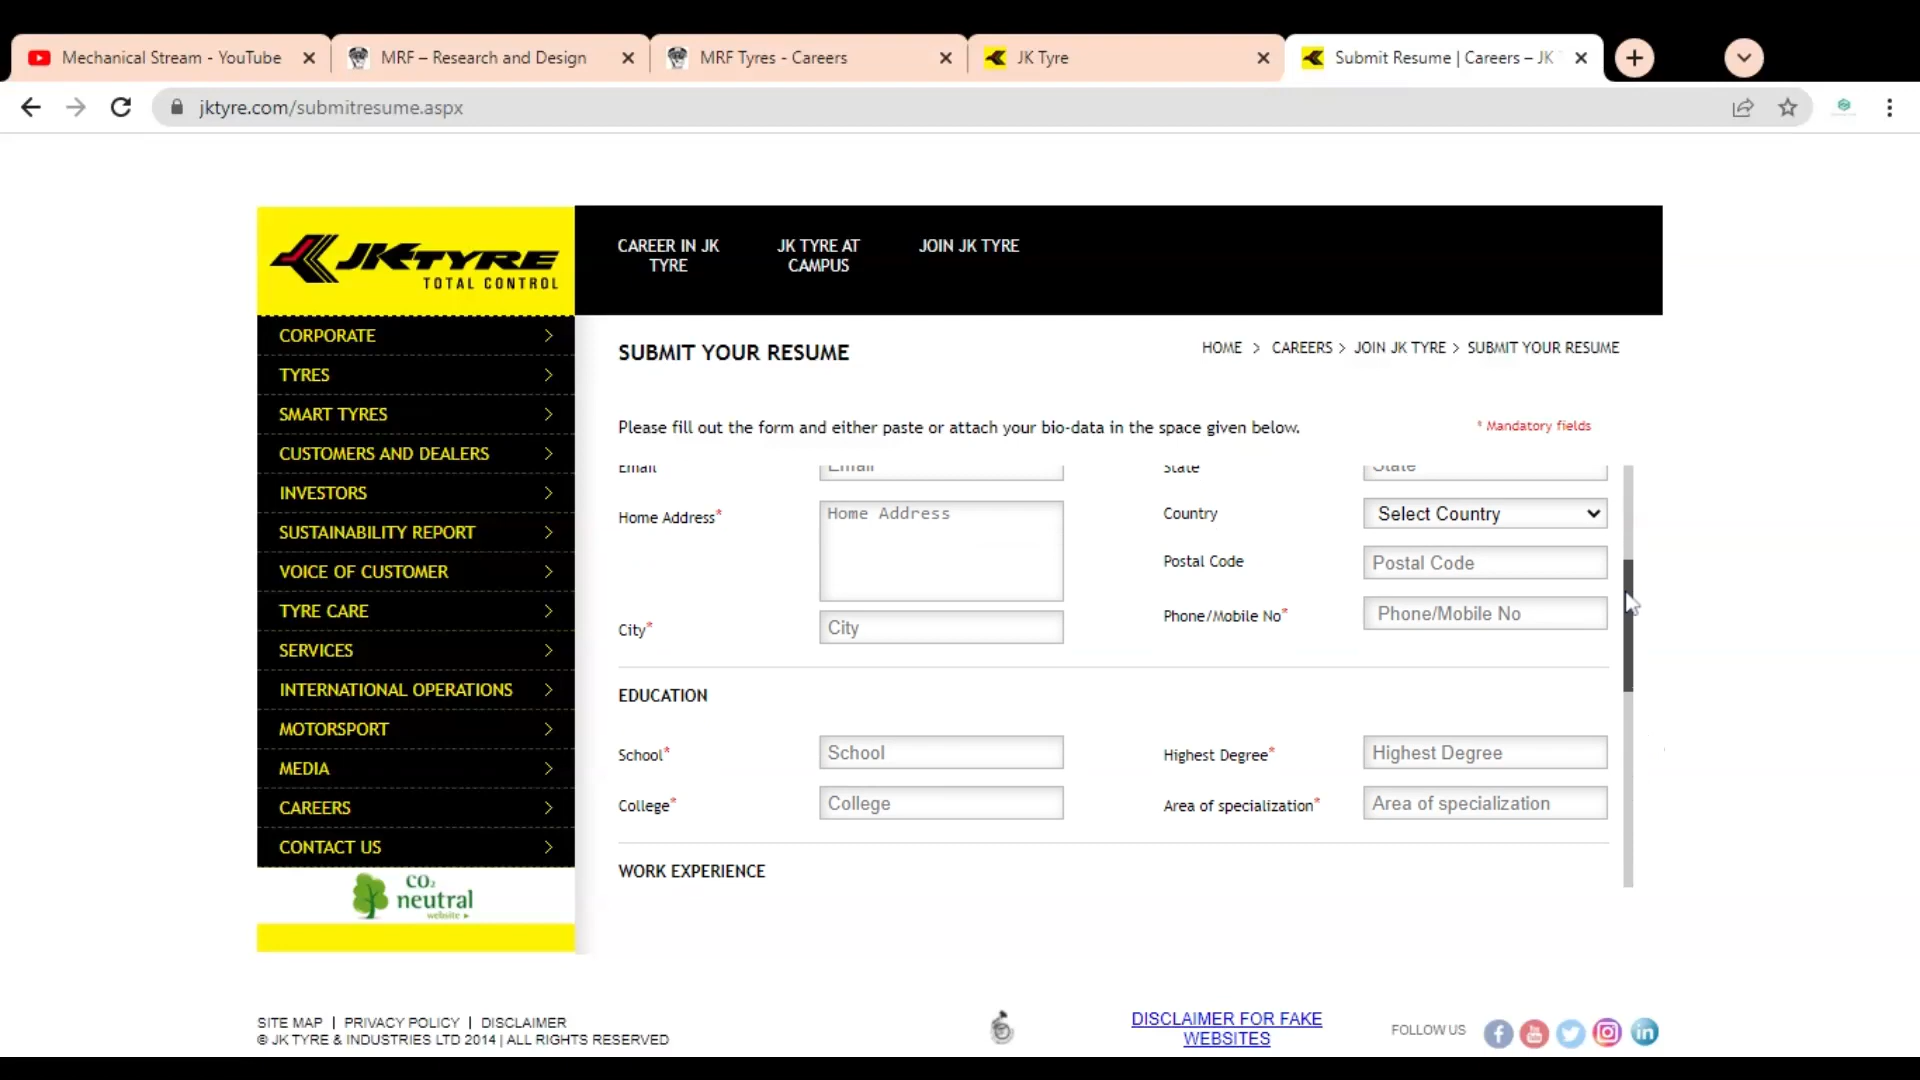 Mechanical Stream - YouTube
MRF – Research and Design
MRF Tyres - Careers
JK Tyre
Submit Resume | Careers – JK
jktyre.com/submitresume.aspx
JKTYRE
TOTAL CONTROL
CAREER IN JK
TYRE
JK TYRE AT
CAMPUS
JOIN JK TYRE
CORPORATE
TYRES
SMART TYRES
CUSTOMERS AND DEALERS
INVESTORS
SUSTAINABILITY REPORT
VOICE OF CUSTOMER
TYRE CARE
SERVICES
INTERNATIONAL OPERATIONS
MOTORSPORT
MEDIA
CAREERS
CONTACT US
CO2
neutral
website
SUBMIT YOUR RESUME
HOME > CAREERS > JOIN JK TYRE > SUBMIT YOUR RESUME
Please fill out the form and either paste or attach your bio-data in the space given below.
* Mandatory fields
Email
Email
State
State
Home Address*
Home Address
Country
Select Country
Postal Code
Postal Code
City*
City
Phone/Mobile No*
Phone/Mobile No
EDUCATION
School*
School
Highest Degree*
Highest Degree
College*
College
Area of specialization*
Area of specialization
WORK EXPERIENCE
SITE MAP | PRIVACY POLICY | DISCLAIMER
© JK TYRE & INDUSTRIES LTD 2014 | ALL RIGHTS RESERVED
DISCLAIMER FOR FAKE
WEBSITES
FOLLOW US